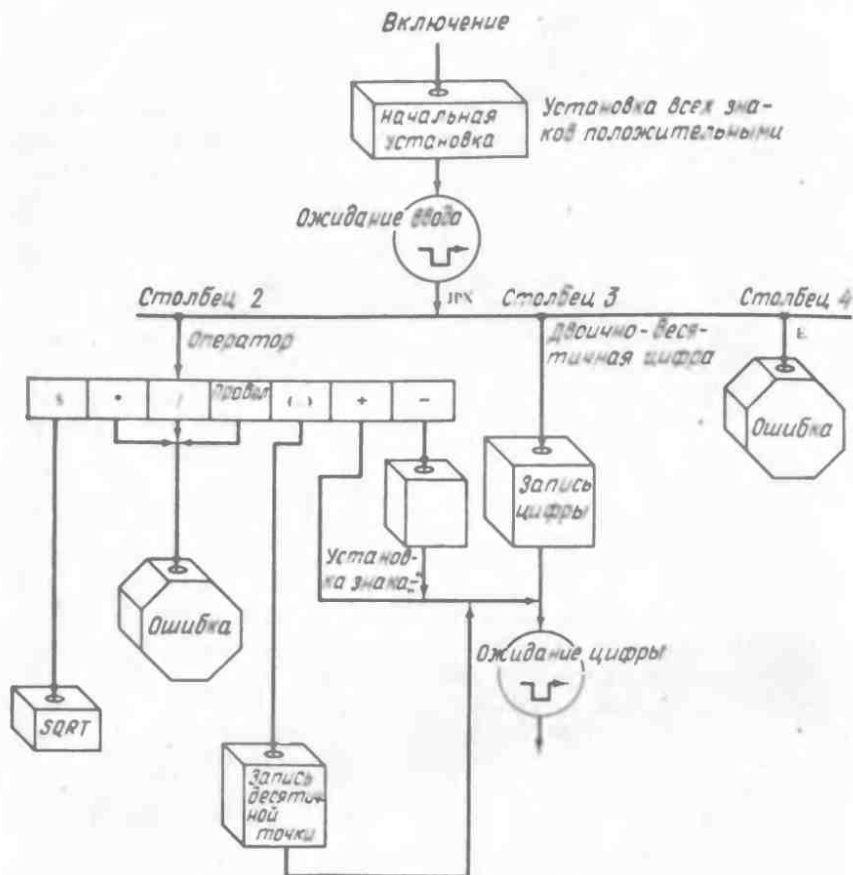 Включение
начальная
установка
Установка всех зна-
ков положительными
Ожидание ввода
Столбец 2
JPX
Столбец 3
Столбец 4
Оператор
Двоично-деся-
тичная цифра
E
Пробел
+
-
Ошибка
Запись
цифры
Установ-
ка знака „-"
Ошибка
Ожидание цифры
SQRT
Запись
десятич-
ной
точки